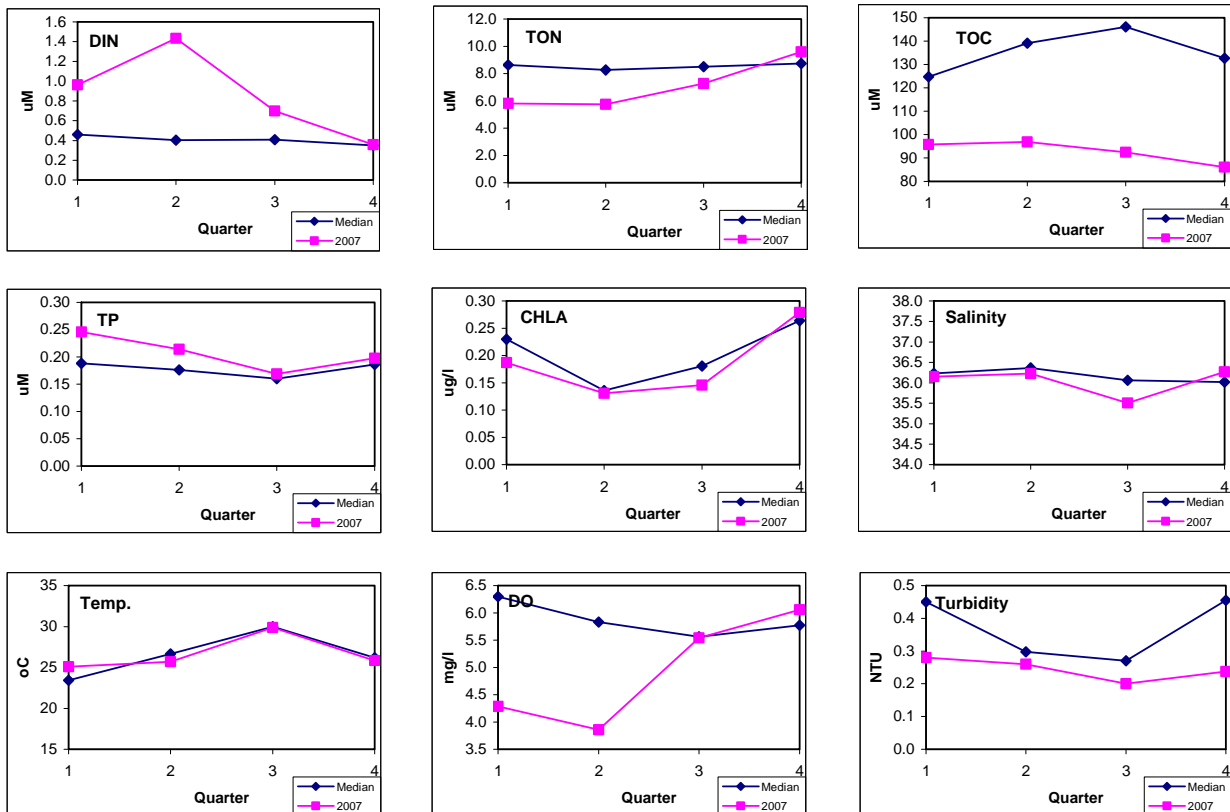 DIN
uM
1.6
1.4
1.2
1.0
0.8
0.6
0.4
0.2
0.0
1 2 3 4
Quarter
Median
2007
TON
uM
12.0
10.0
8.0
6.0
4.0
2.0
0.0
1 2 3 4
Quarter
Median
2007
TOC
uM
150
140
130
120
110
100
90
80
1 2 3 4
Quarter
Median
2007
TP
uM
0.30
0.25
0.20
0.15
0.10
0.05
0.00
1 2 3 4
Quarter
Median
2007
CHLA
ug/l
0.30
0.25
0.20
0.15
0.10
0.05
0.00
1 2 3 4
Quarter
Median
2007
Salinity
38.0
37.5
37.0
36.5
36.0
35.5
35.0
34.5
34.0
1 2 3 4
Quarter
Median
2007
Temp.
oC
35
30
25
20
15
1 2 3 4
Quarter
Median
2007
DO
mg/l
6.5
6.0
5.5
5.0
4.5
4.0
3.5
1 2 3 4
Quarter
Median
2007
Turbidity
NTU
0.5
0.4
0.3
0.2
0.1
0.0
1 2 3 4
Quarter
Median
2007